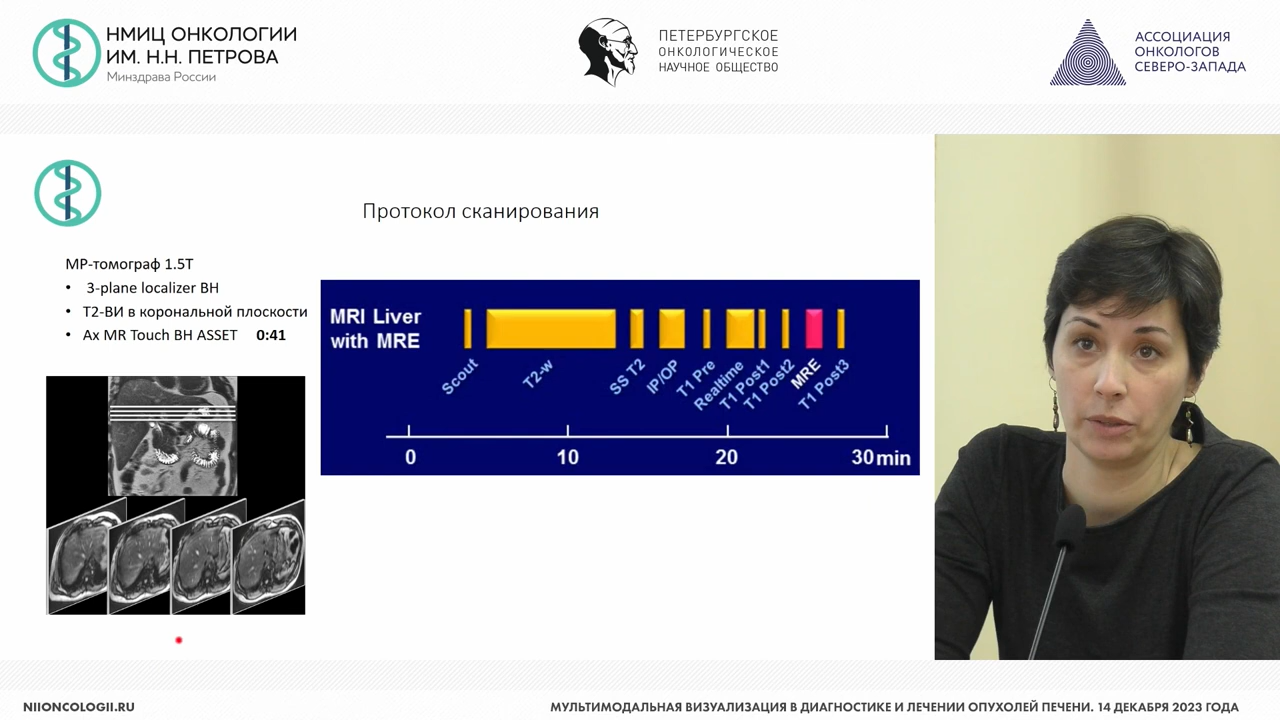 НМИЦ ОНКОЛОГИИ
ИМ. Н.Н. ПЕТРОВА
Минздрава России
ПЕТЕРБУРГСКОЕ
ОНКОЛОГИЧЕСКОЕ
НАУЧНОЕ ОБЩЕСТВО
АССОЦИАЦИЯ
ОНКОЛОГОВ
СЕВЕРО-ЗАПАДА
Протокол сканирования
МР-томограф 1.5Т
• 3-plane localizer BH
• Т2-ВИ в корональной плоскости
• Ax MR Touch BH ASSET 0:41
MRI Liver
with MRE
Scout
T2-w
SS T2
IP/OP
T1 Pre
Realtime
T1 Post1
T1 Post2
MRE
T1 Post3
0 10 20 30 min
NIIONCOLOGII.RU
МУЛЬТИМОДАЛЬНАЯ ВИЗУАЛИЗАЦИЯ В ДИАГНОСТИКЕ И ЛЕЧЕНИИ ОПУХОЛЕЙ ПЕЧЕНИ. 14 ДЕКАБРЯ 2023 ГОДА